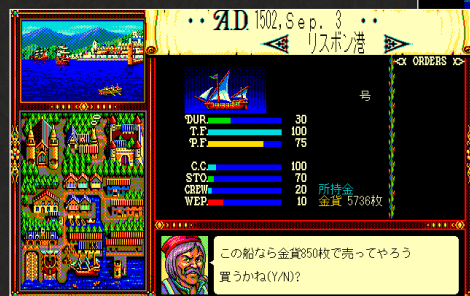 A.D. 1502,Sep. 3
リスボン港
ORDERS
号
DUR. 30
T.F. 100
P.F. 75
C.C. 100
STO. 70
CREW 20
WEP. 10
所持金
金貨 5736枚
この船なら金貨850枚で売ってやろう
買うかね(Y/N)?